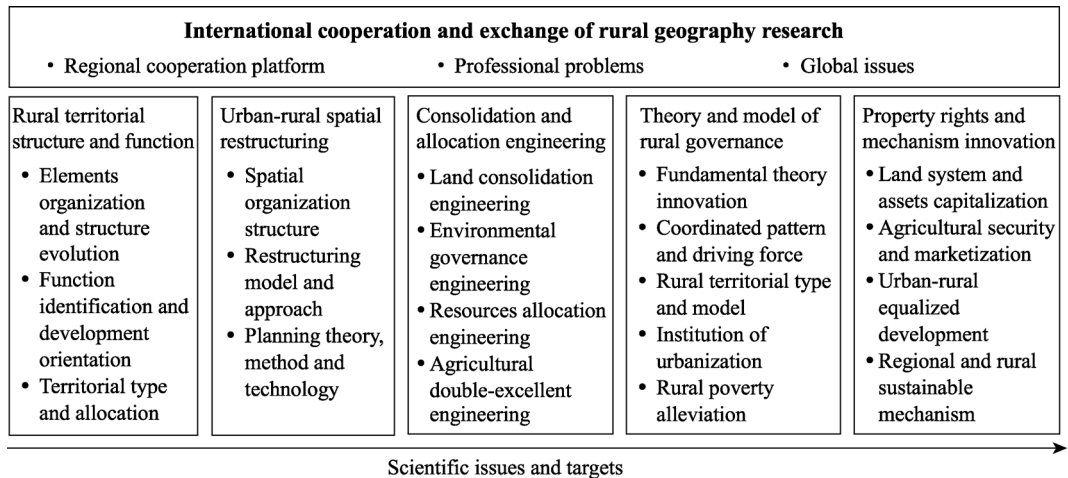 International cooperation and exchange of rural geography research
• Regional cooperation platform • Professional problems • Global issues
Rural territorial
structure and function
• Elements
organization
and structure
evolution
• Function
identification and
development
orientation
• Territorial type
and allocation
Urban-rural spatial
restructuring
• Spatial
organization
structure
• Restructuring
model and
approach
• Planning theory,
method and
technology
Consolidation and
allocation engineering
• Land consolidation
engineering
• Environmental
governance
engineering
• Resources allocation
engineering
• Agricultural
double-excellent
engineering
Theory and model of
rural governance
• Fundamental theory
innovation
• Coordinated pattern
and driving force
• Rural territorial type
and model
• Institution of
urbanization
• Rural poverty
alleviation
Property rights and
mechanism innovation
• Land system and
assets capitalization
• Agricultural security
and marketization
• Urban-rural
equalized
development
• Regional and rural
sustainable
mechanism
Scientific issues and targets